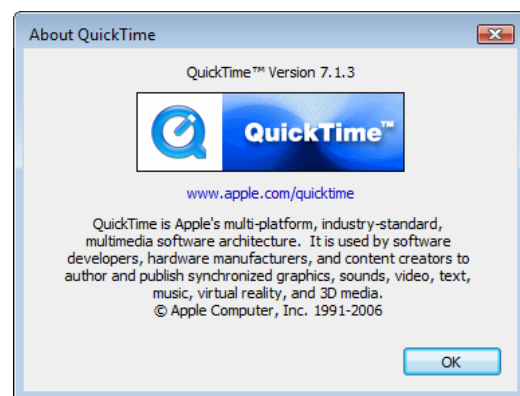 About QuickTime
QuickTime™ Version 7.1.3
QuickTime™
www.apple.com/quicktime
QuickTime is Apple's multi-platform, industry-standard,
multimedia software architecture. It is used by software
developers, hardware manufacturers, and content creators to
author and publish synchronized graphics, sounds, video, text,
music, virtual reality, and 3D media.
© Apple Computer, Inc. 1991-2006
OK